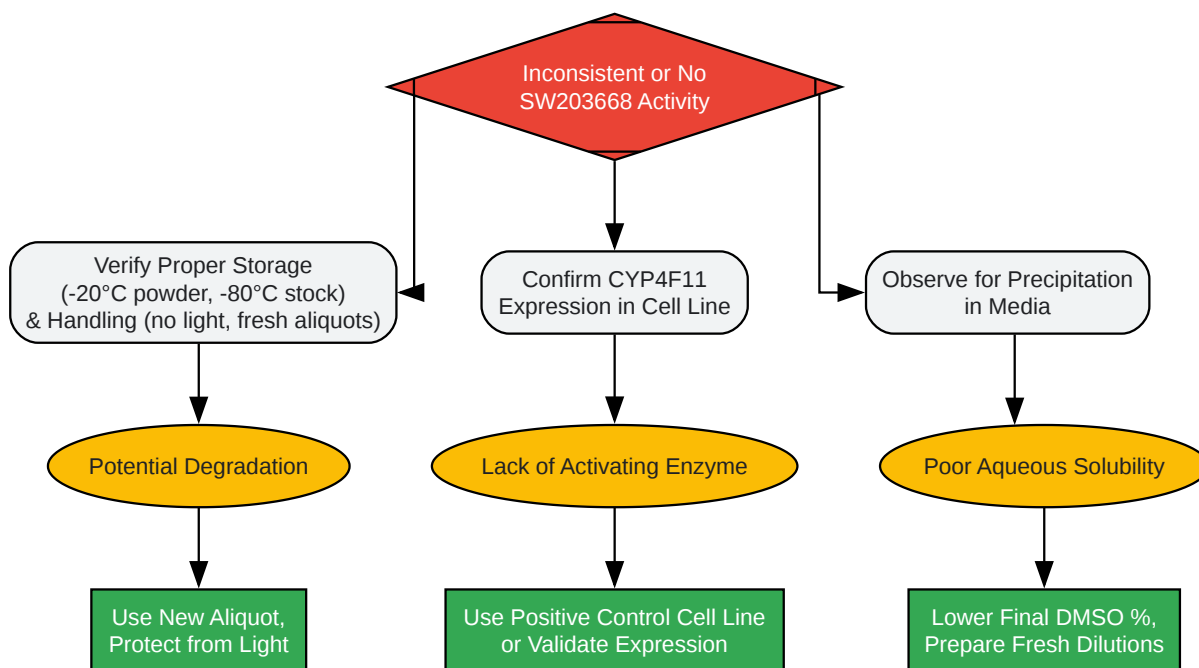 Inconsistent or No
SW203668 Activity
Verify Proper Storage
(-20°C powder, -80°C stock)
& Handling (no light, fresh aliquots)
Confirm CYP4F11
Expression in Cell Line
Observe for Precipitation
in Media
Potential Degradation
Lack of Activating Enzyme
Poor Aqueous Solubility
Use New Aliquot,
Protect from Light
Use Positive Control Cell Line
or Validate Expression
Lower Final DMSO %,
Prepare Fresh Dilutions